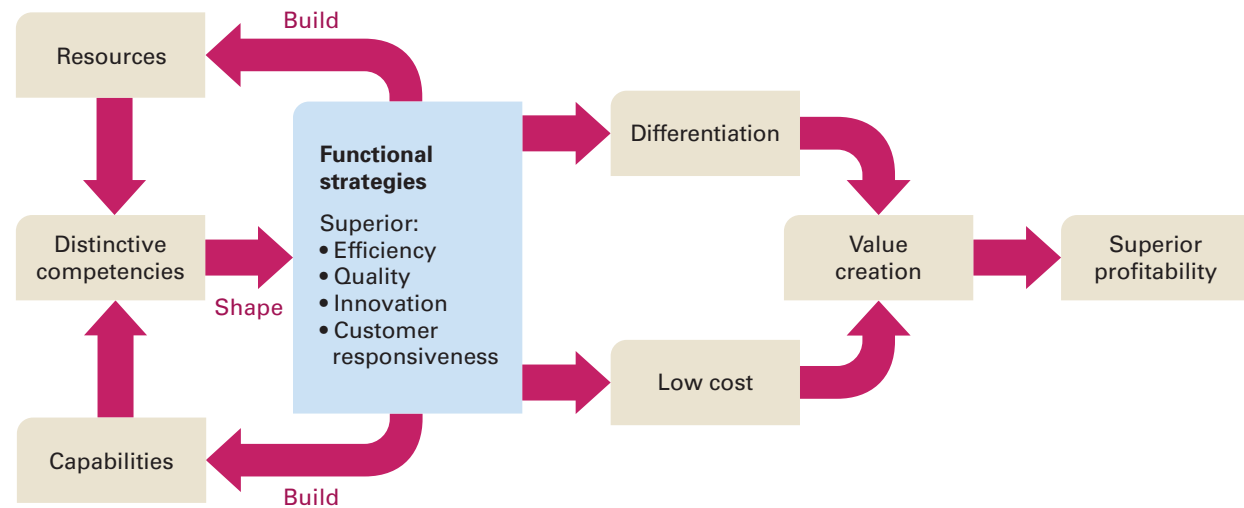 Build
Resources
Functional
strategies
Superior:
• Efficiency
• Quality
• Innovation
• Customer
responsiveness
Distinctive
competencies
Shape
Capabilities
Build
Differentiation
Low cost
Value
creation
Superior
profitability